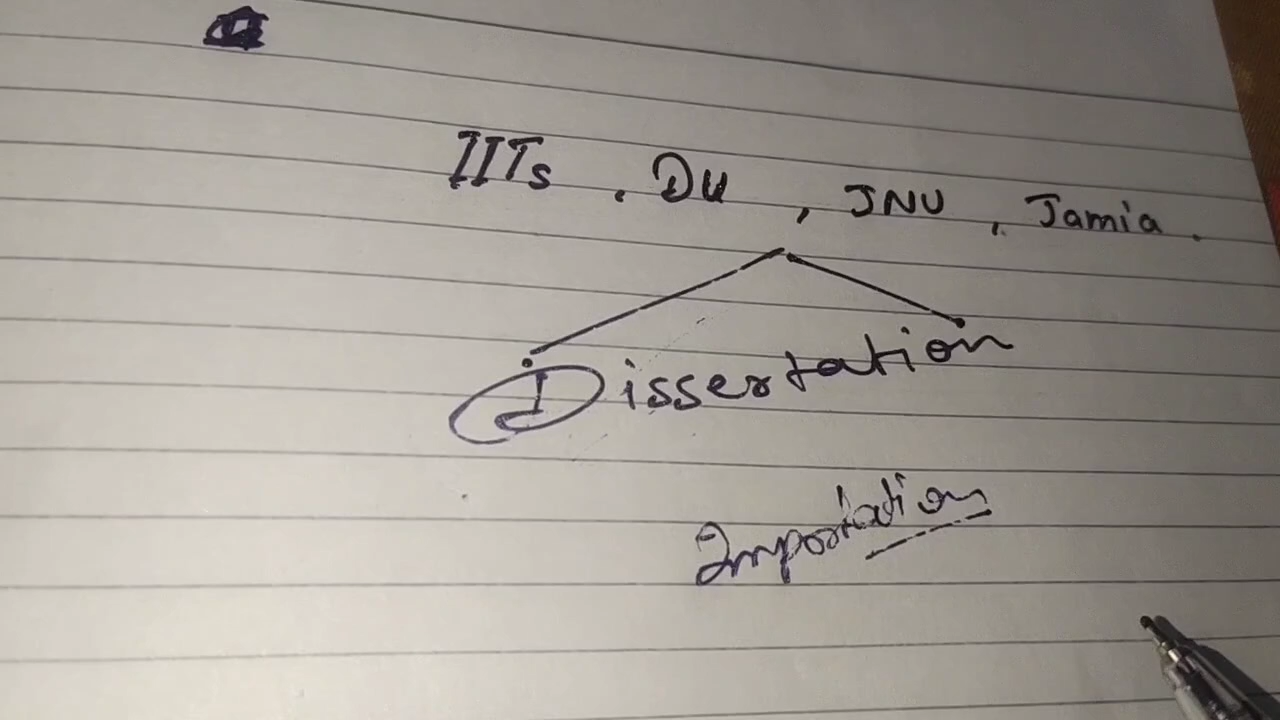 IITs , DU , JNU , Jamia .
Dissertation
Importation